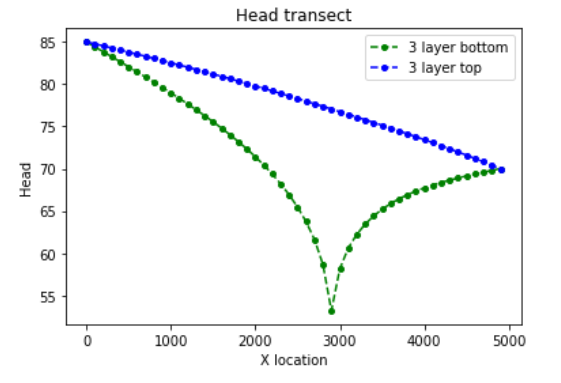 Head transect
3 layer bottom
3 layer top
85
80
75
70
65
60
55
Head
0
1000
2000
3000
4000
5000
X location